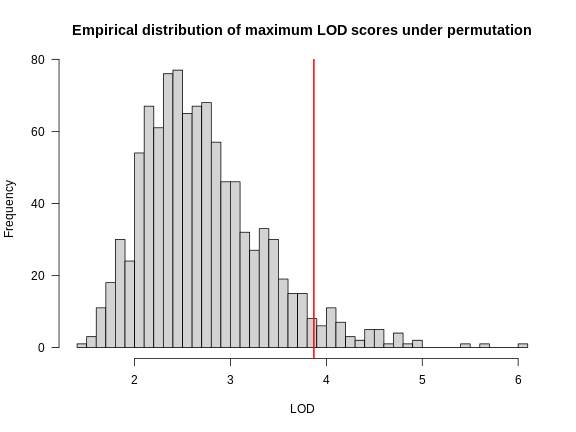 Empirical distribution of maximum LOD scores under permutation
80
60
40
20
0
Frequency
2 3 4 5 6
LOD